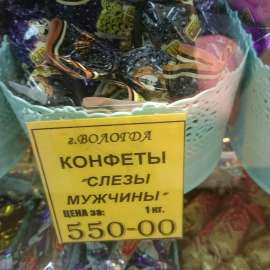 г.ВОЛОГДА
КОНФЕТЫ
"СЛЕЗЫ
МУЖЧИНЫ"
ЦЕНА за: 1 кг.
550-00